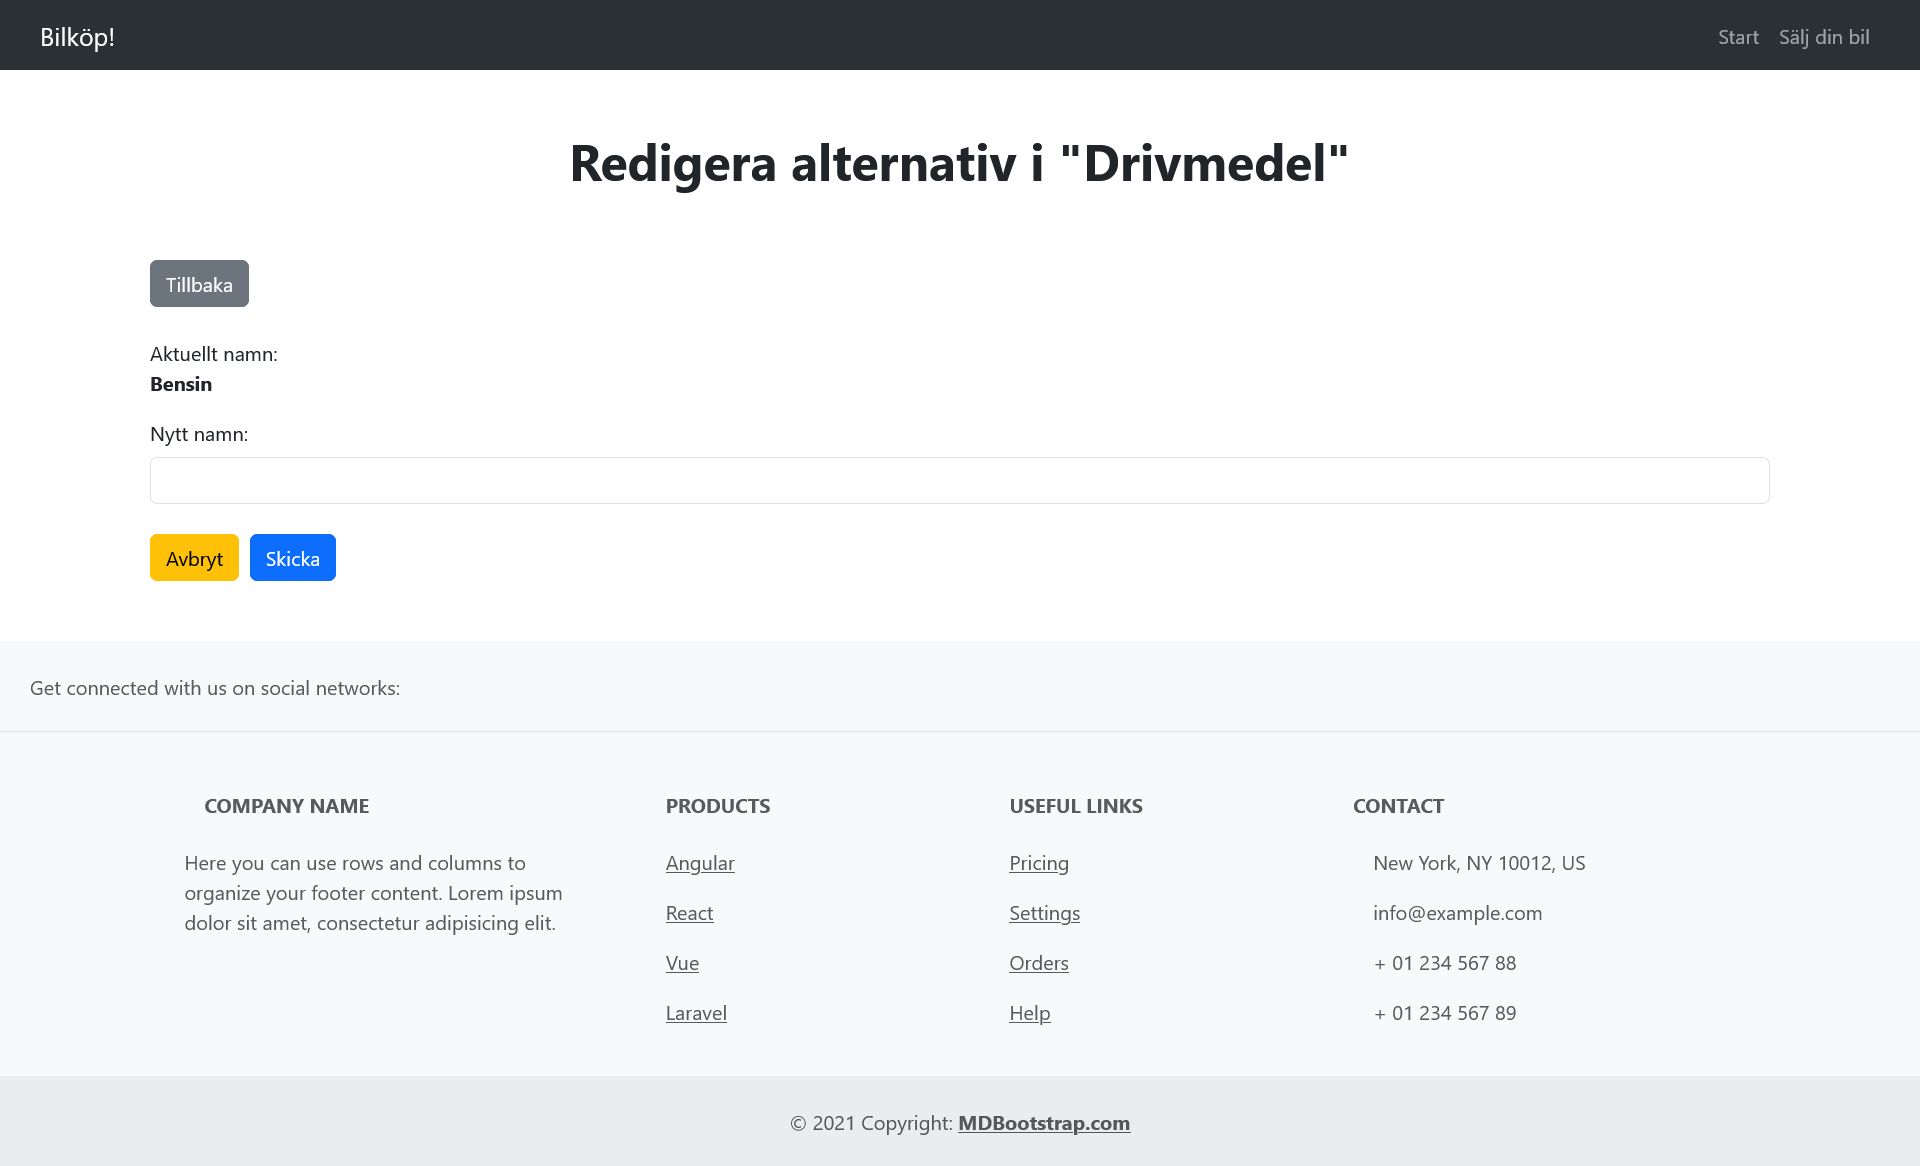 Bilköp!
Start
Sälj din bil
Redigera alternativ i "Drivmedel"
Tillbaka
Aktuellt namn:
Bensin
Nytt namn:
Avbryt
Skicka
Get connected with us on social networks:
COMPANY NAME
Here you can use rows and columns to
organize your footer content. Lorem ipsum
dolor sit amet, consectetur adipisicing elit.
PRODUCTS
Angular
React
Vue
Laravel
USEFUL LINKS
Pricing
Settings
Orders
Help
CONTACT
New York, NY 10012, US
info@example.com
+ 01 234 567 88
+ 01 234 567 89
© 2021 Copyright: MDBootstrap.com